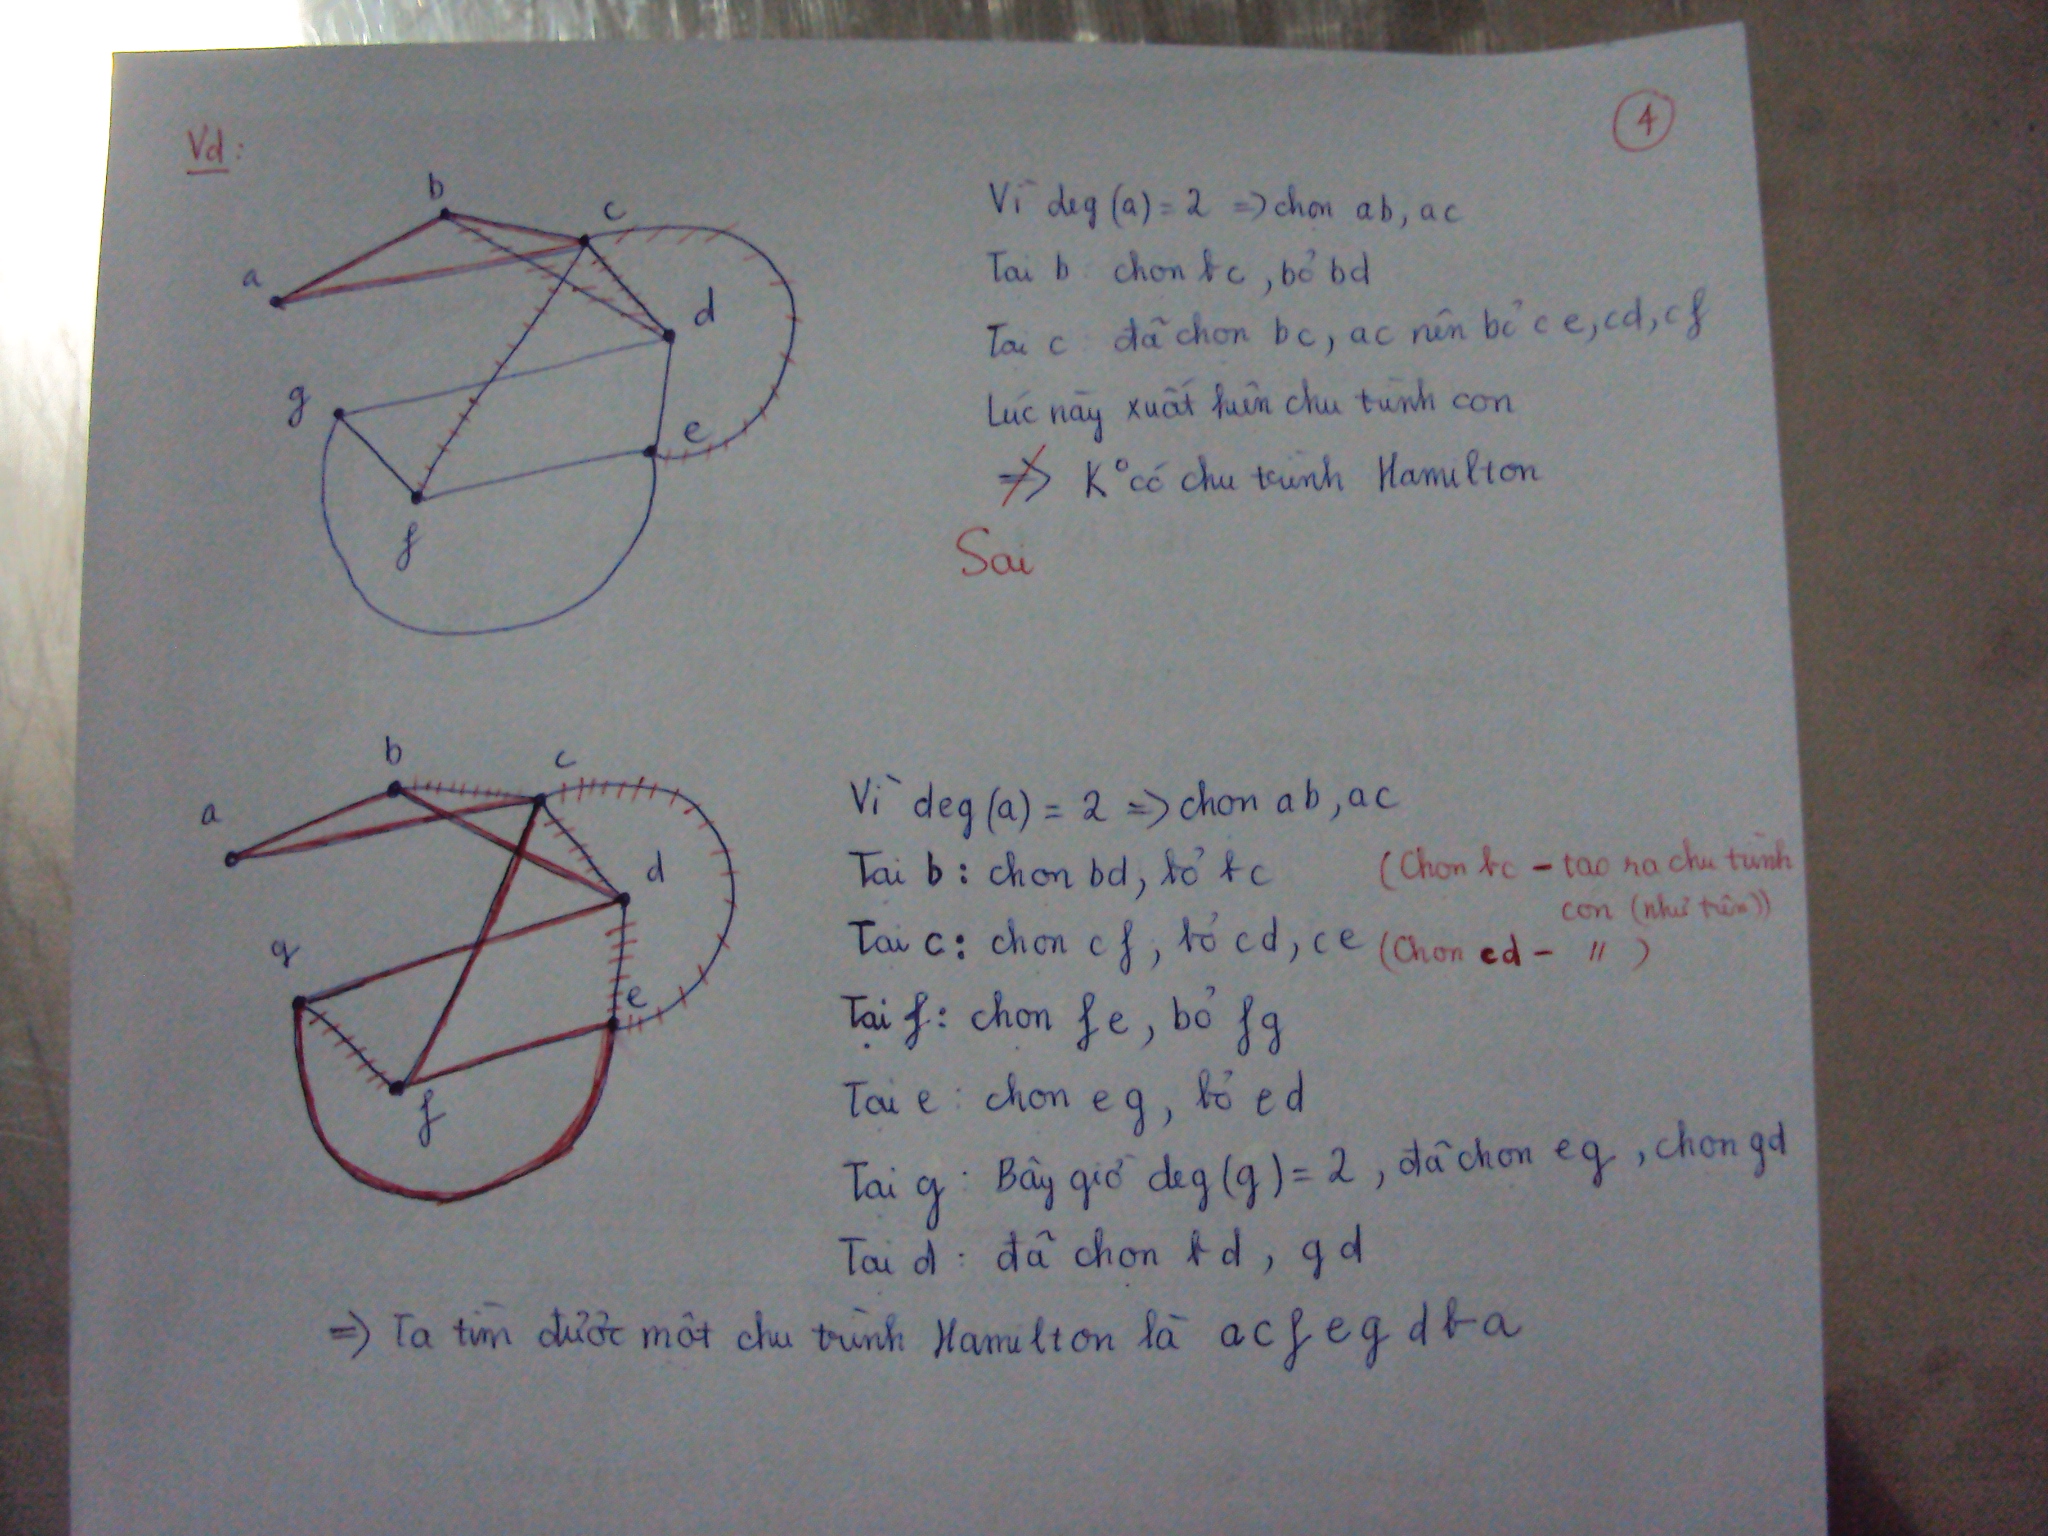 Vd:
4
b
c
a
d
g
e
f
Vì deg(a) = 2 => chọn ab, ac
Tại b: chọn bc, bỏ bd
Tại c: đã chọn bc, ac nên bỏ ce, cd, cf
Lúc này xuất hiện chu trình con
=> K° có chu trình Hamilton
Sai
b
c
a
d
g
e
f
Vì deg(a) = 2 => chọn ab, ac
Tại b: chọn bd, bỏ bc (Chọn bc - tạo ra chu trình
con (như trên))
Tại c: chọn cf, bỏ cd, ce (Chọn cd - " )
Tại f: chọn fe, bỏ fg
Tại e: chọn eg, bỏ ed
Tại g: Bây giờ deg(g) = 2, đã chọn eg, chọn gd
Tại d: đã chọn bd, gd
=> Ta tìm được một chu trình Hamilton là a c f e g d b a